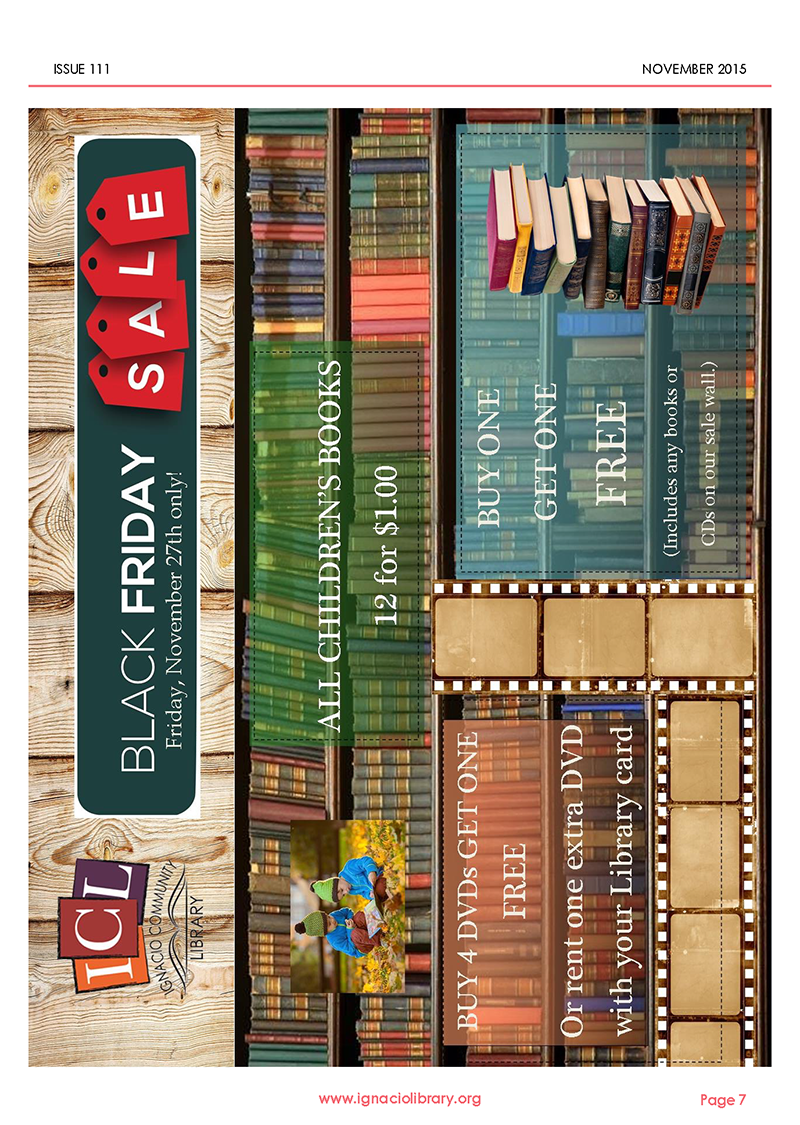 ISSUE 111
NOVEMBER 2015
ICL
IGNACIO COMMUNITY
LIBRARY
BLACK FRIDAY SALE
Friday, November 27th only!
ALL CHILDREN'S BOOKS
12 for $1.00
BUY 4 DVDs GET ONE
FREE
Or rent one extra DVD
with your Library card
BUY ONE
GET ONE
FREE
(Includes any books or
CDs on our sale wall.)
www.ignaciolibrary.org
Page 7